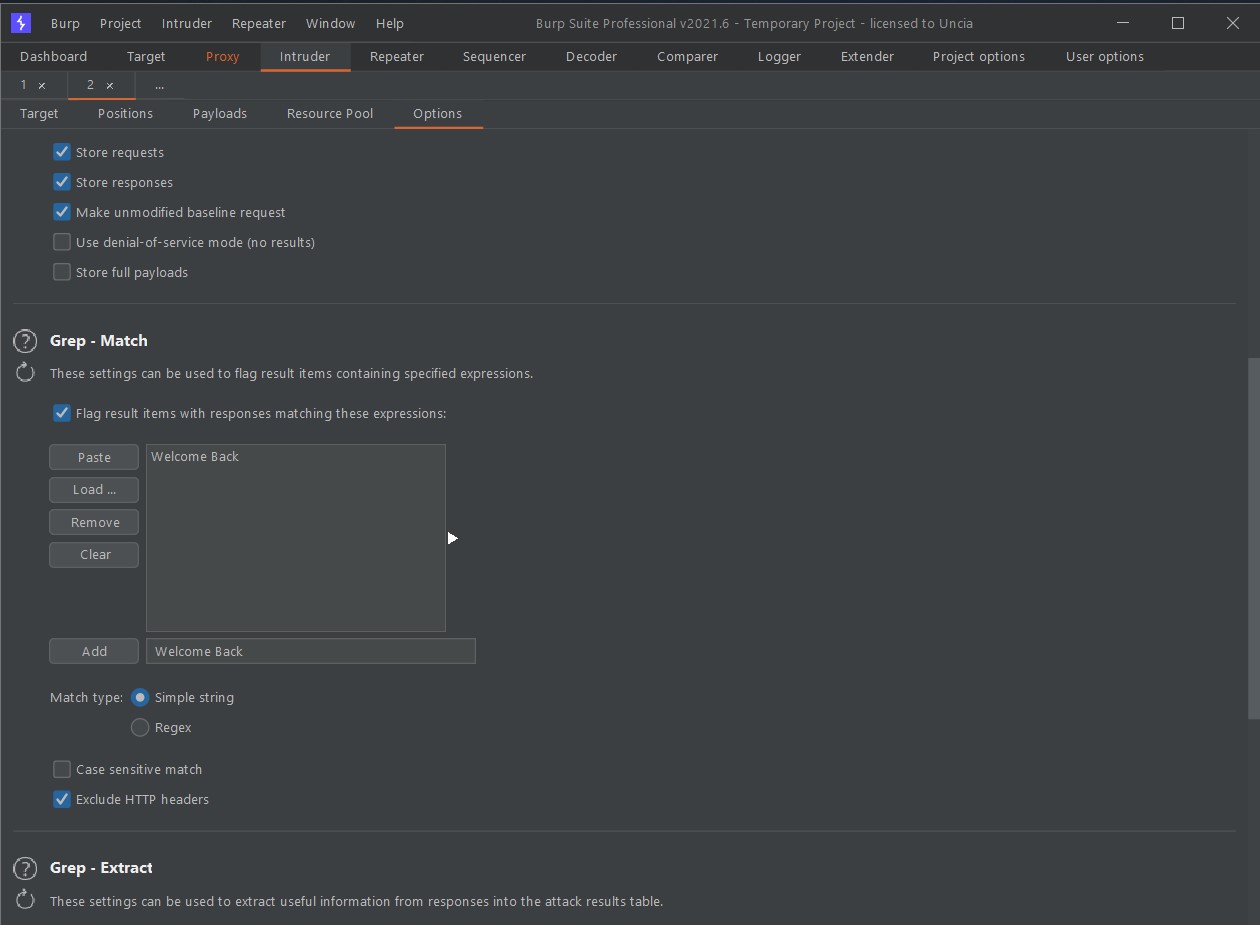 Burp Project Intruder Repeater Window Help Burp Suite Professional v2021.6 - Temporary Project - licensed to Uncia
Dashboard Target Proxy Intruder Repeater Sequencer Decoder Comparer Logger Extender Project options User options
1 × 2 × ...
Target Positions Payloads Resource Pool Options
Store requests
Store responses
Make unmodified baseline request
Use denial-of-service mode (no results)
Store full payloads
? Grep - Match
These settings can be used to flag result items containing specified expressions.
Flag result items with responses matching these expressions:
Paste Welcome Back
Load ...
Remove
Clear
Add Welcome Back
Match type: Simple string
Regex
Case sensitive match
Exclude HTTP headers
? Grep - Extract
These settings can be used to extract useful information from responses into the attack results table.